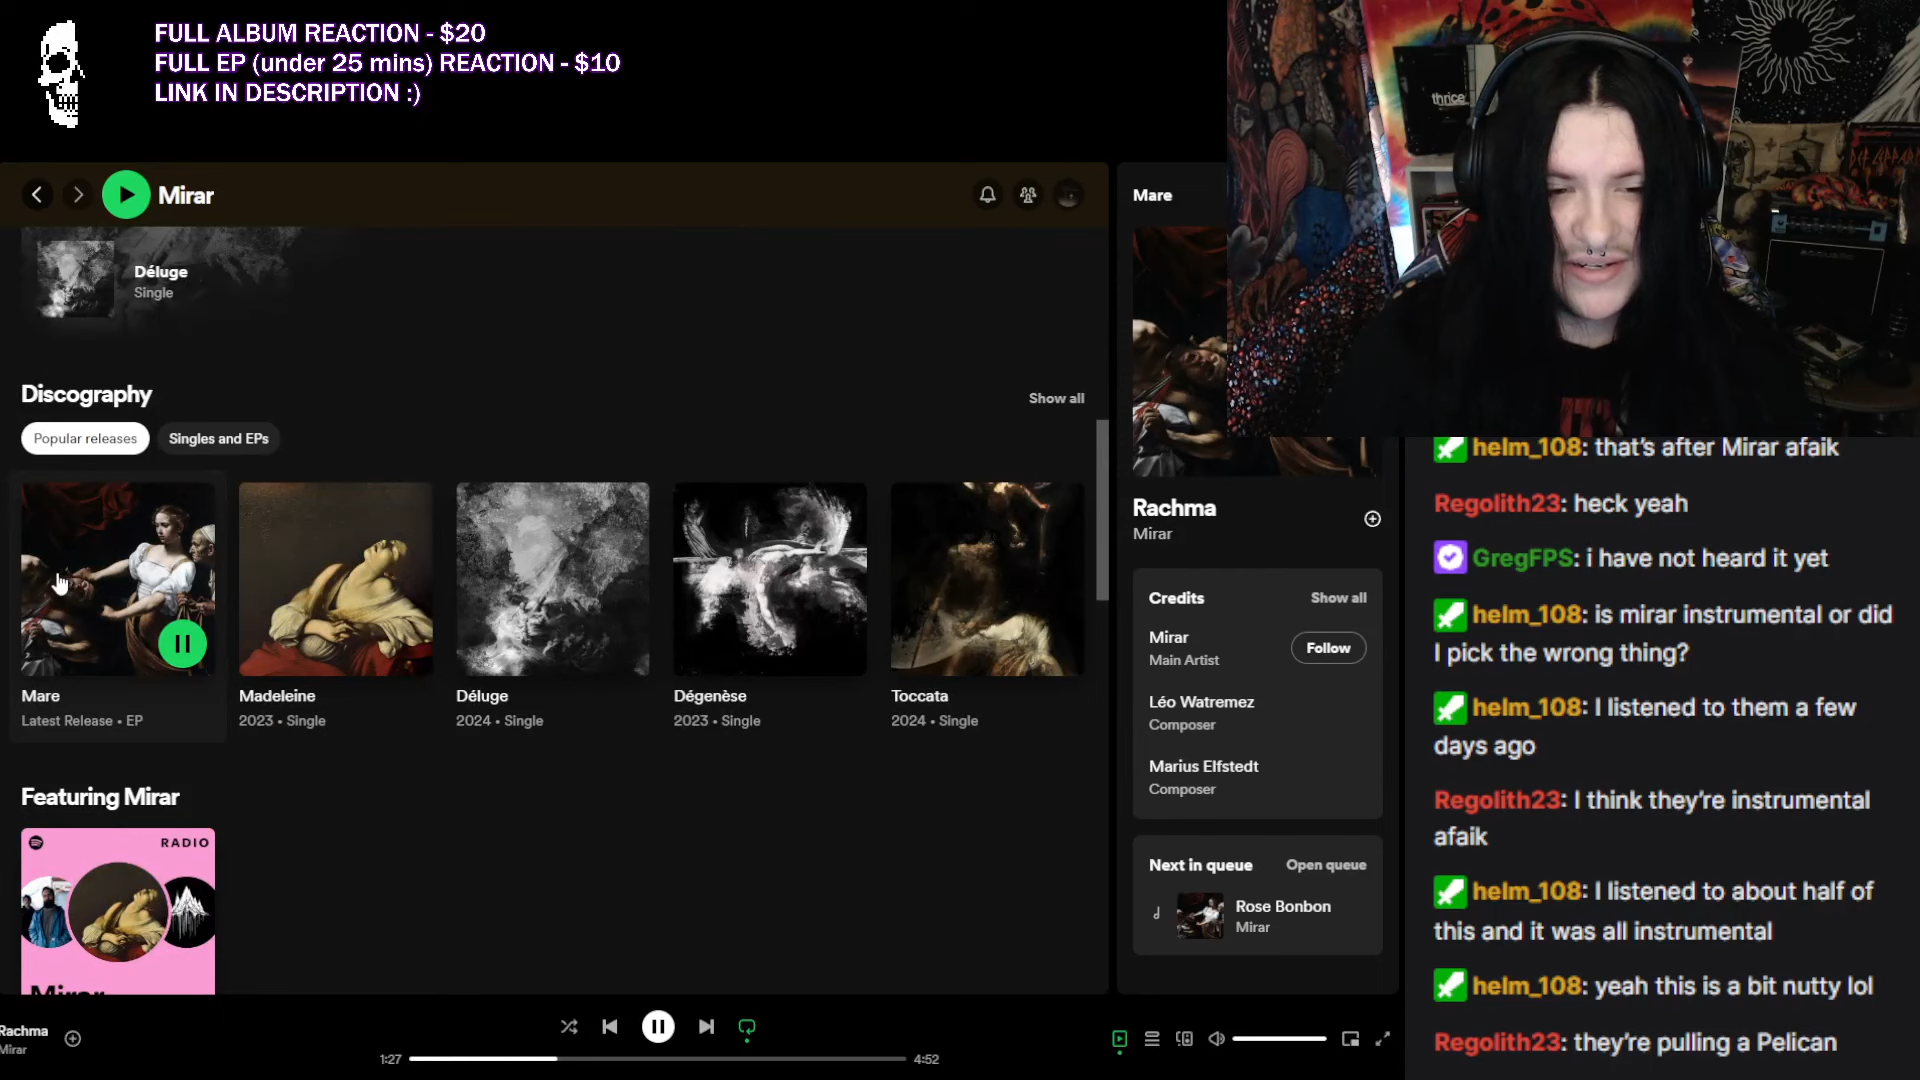 FULL ALBUM REACTION - $20
FULL EP (under 25 mins) REACTION - $10
LINK IN DESCRIPTION :)
Mirar
Déluge
Single
Discography
Show all
Popular releases
Singles and EPs
Mare
Latest Release • EP
Madeleine
2023 • Single
Déluge
2024 • Single
Dégenèse
2023 • Single
Toccata
2024 • Single
Featuring Mirar
RADIO
Mirar
Mare
Rachma
Mirar
Credits
Show all
Mirar
Main Artist
Follow
Léo Watremez
Composer
Marius Elfstedt
Composer
Next in queue
Open queue
Rose Bonbon
Mirar
Rachma
Mirar
1:27
4:52
thrice
DEF LEPPARD
helm_108: that's after Mirar afaik
Regolith23: heck yeah
GregFPS: i have not heard it yet
helm_108: is mirar instrumental or did
I pick the wrong thing?
helm_108: I listened to them a few
days ago
Regolith23: I think they're instrumental
afaik
helm_108: I listened to about half of
this and it was all instrumental
helm_108: yeah this is a bit nutty lol
Regolith23: they're pulling a Pelican